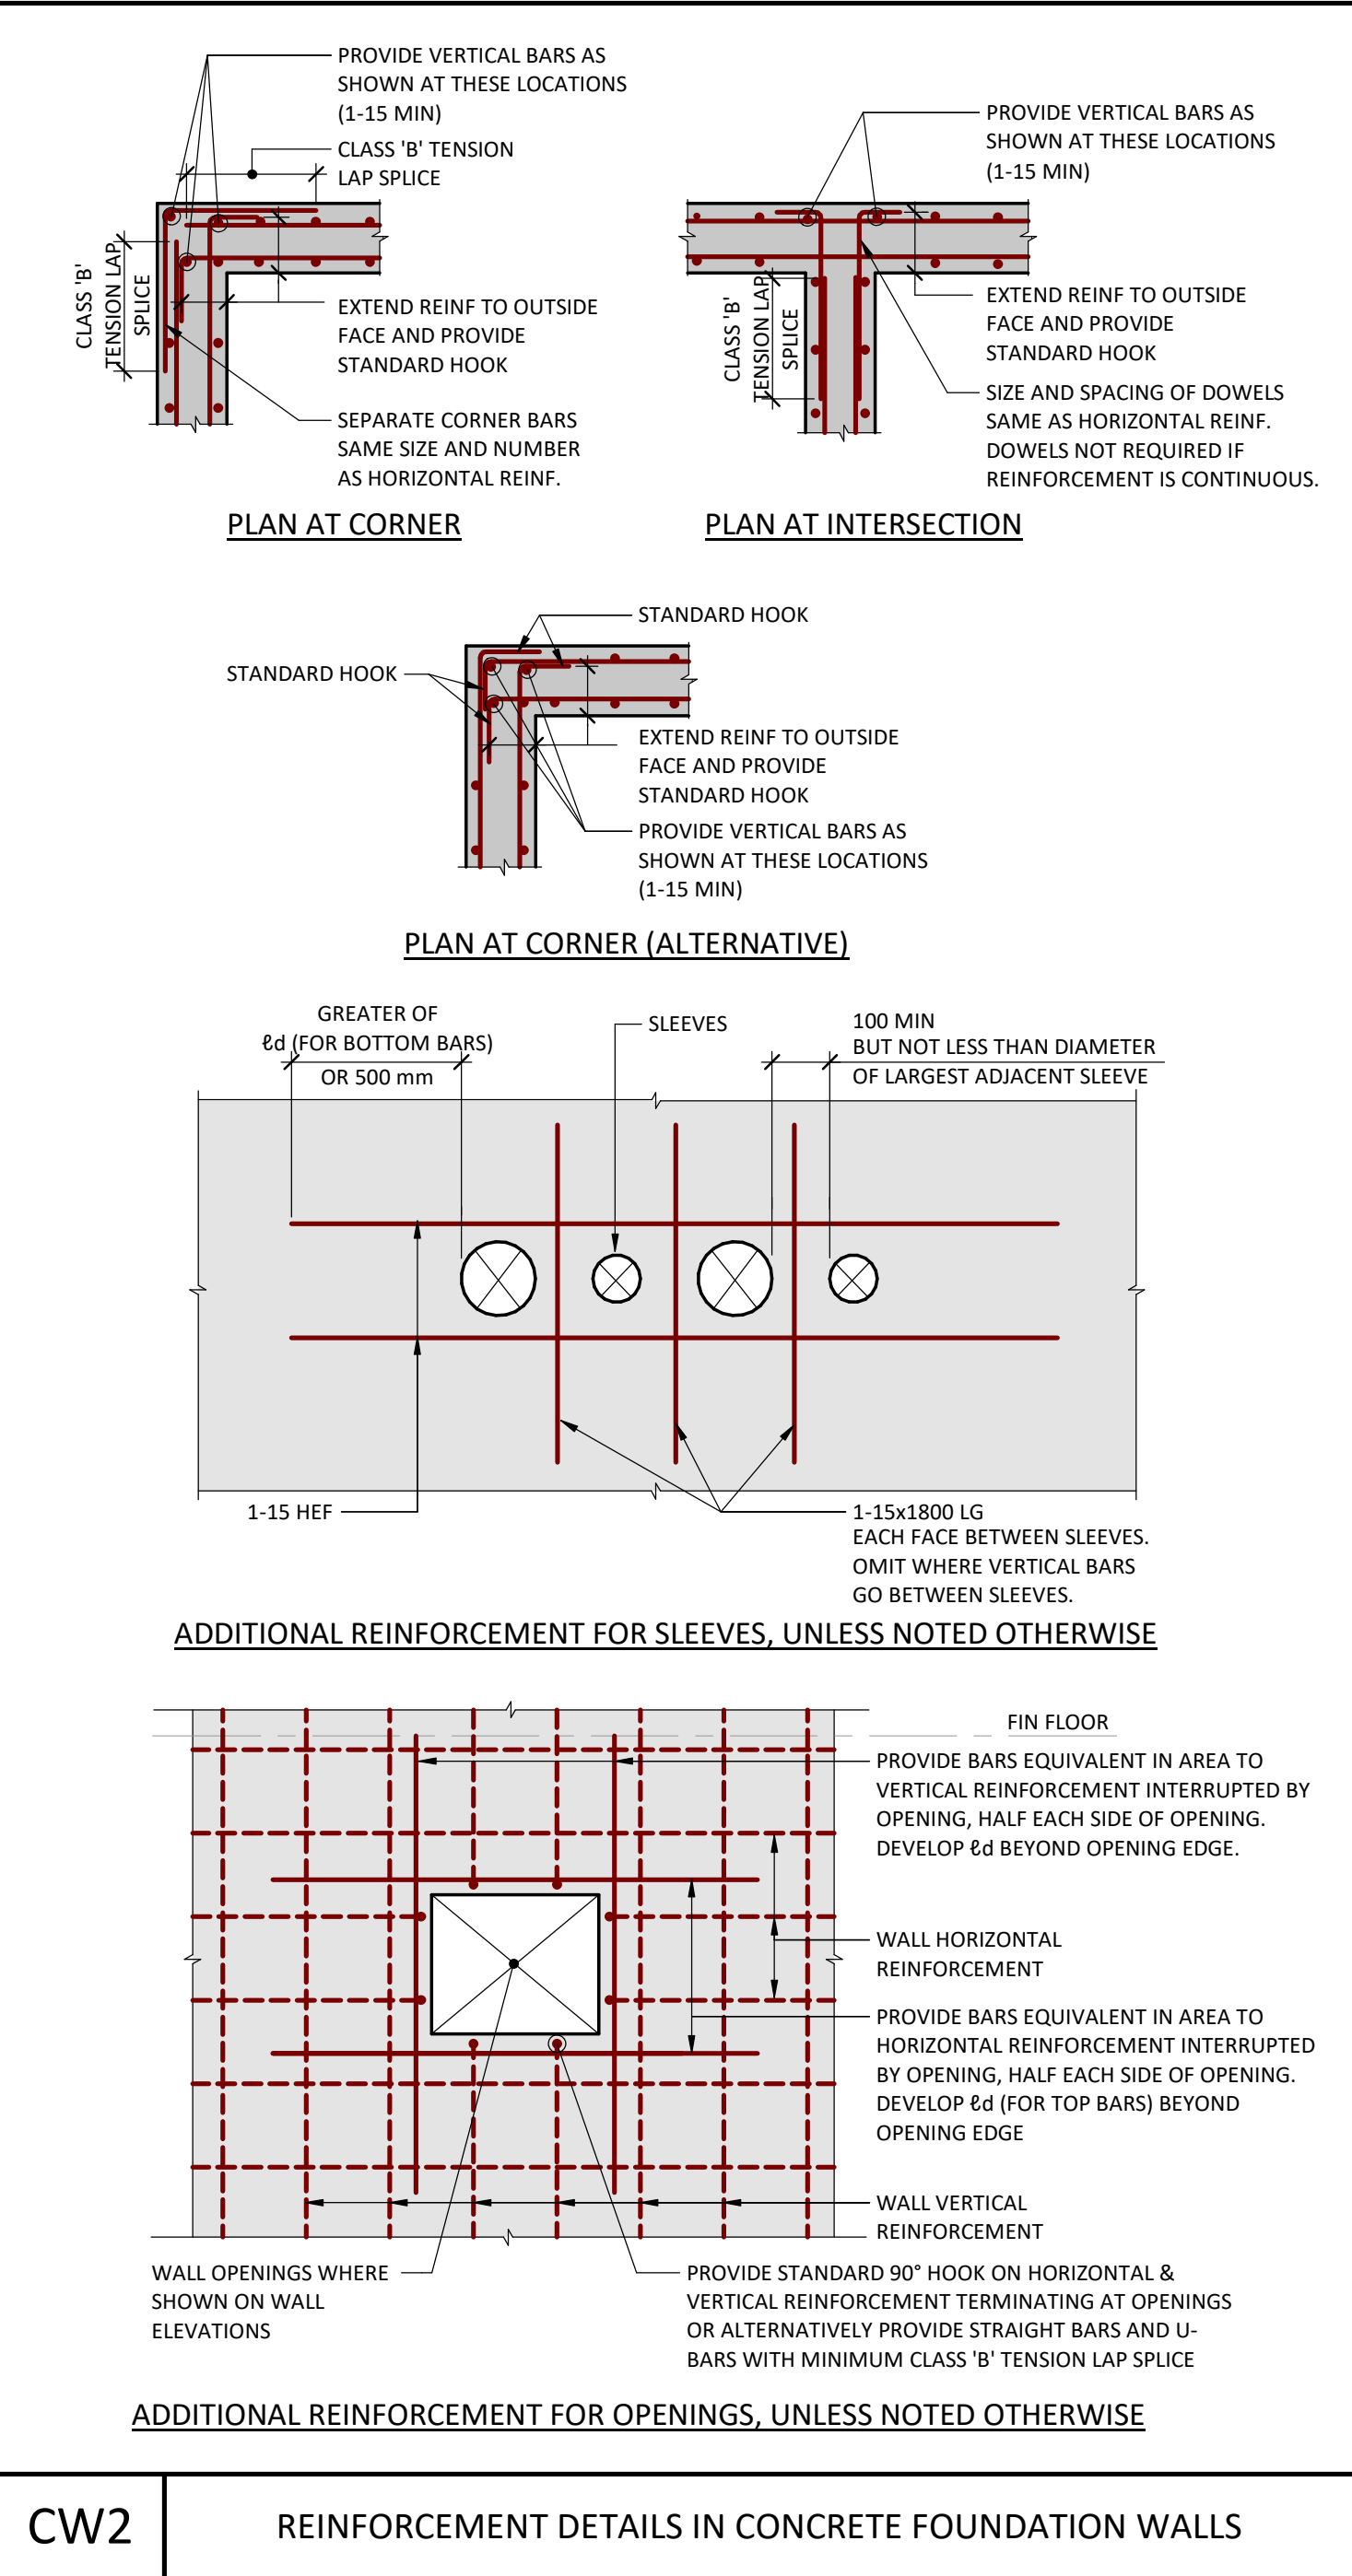 PROVIDE VERTICAL BARS AS
SHOWN AT THESE LOCATIONS
(1-15 MIN)
CLASS 'B' TENSION
LAP SPLICE
CLASS 'B'
TENSION LAP
SPLICE
EXTEND REINF TO OUTSIDE
FACE AND PROVIDE
STANDARD HOOK
SEPARATE CORNER BARS
SAME SIZE AND NUMBER
AS HORIZONTAL REINF.
PLAN AT CORNER
PROVIDE VERTICAL BARS AS
SHOWN AT THESE LOCATIONS
(1-15 MIN)
CLASS 'B'
TENSION LAP
SPLICE
EXTEND REINF TO OUTSIDE
FACE AND PROVIDE
STANDARD HOOK
SIZE AND SPACING OF DOWELS
SAME AS HORIZONTAL REINF.
DOWELS NOT REQUIRED IF
REINFORCEMENT IS CONTINUOUS.
PLAN AT INTERSECTION
STANDARD HOOK
STANDARD HOOK
EXTEND REINF TO OUTSIDE
FACE AND PROVIDE
STANDARD HOOK
PROVIDE VERTICAL BARS AS
SHOWN AT THESE LOCATIONS
(1-15 MIN)
PLAN AT CORNER (ALTERNATIVE)
GREATER OF
ℓd (FOR BOTTOM BARS)
OR 500 mm
SLEEVES
100 MIN
BUT NOT LESS THAN DIAMETER
OF LARGEST ADJACENT SLEEVE
1-15 HEF
1-15x1800 LG
EACH FACE BETWEEN SLEEVES.
OMIT WHERE VERTICAL BARS
GO BETWEEN SLEEVES.
ADDITIONAL REINFORCEMENT FOR SLEEVES, UNLESS NOTED OTHERWISE
FIN FLOOR
PROVIDE BARS EQUIVALENT IN AREA TO
VERTICAL REINFORCEMENT INTERRUPTED BY
OPENING, HALF EACH SIDE OF OPENING.
DEVELOP ℓd BEYOND OPENING EDGE.
WALL HORIZONTAL
REINFORCEMENT
PROVIDE BARS EQUIVALENT IN AREA TO
HORIZONTAL REINFORCEMENT INTERRUPTED
BY OPENING, HALF EACH SIDE OF OPENING.
DEVELOP ℓd (FOR TOP BARS) BEYOND
OPENING EDGE
WALL VERTICAL
REINFORCEMENT
WALL OPENINGS WHERE
SHOWN ON WALL
ELEVATIONS
PROVIDE STANDARD 90° HOOK ON HORIZONTAL &
VERTICAL REINFORCEMENT TERMINATING AT OPENINGS
OR ALTERNATIVELY PROVIDE STRAIGHT BARS AND U-
BARS WITH MINIMUM CLASS 'B' TENSION LAP SPLICE
ADDITIONAL REINFORCEMENT FOR OPENINGS, UNLESS NOTED OTHERWISE
CW2
REINFORCEMENT DETAILS IN CONCRETE FOUNDATION WALLS